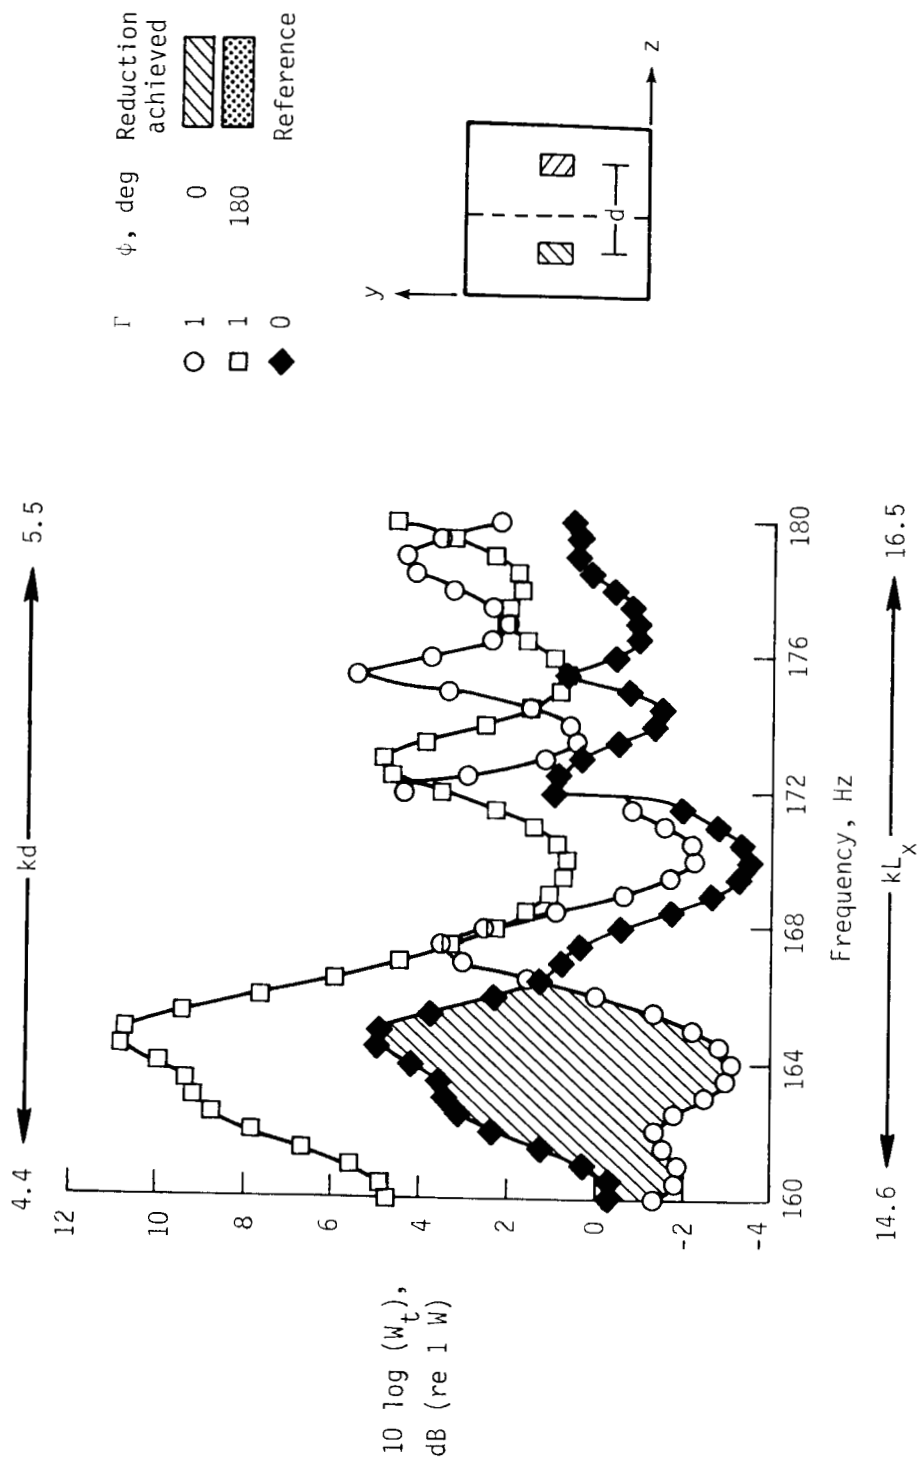 Γ ψ, deg Reduction achieved
1 0
1 180
0 Reference
y
z
d
kd
4.4 5.5
12
10
8
6
4
2
0
-2
-4
10 log (Wt),
dB (re 1 W)
160 164 168 172 176 180
Frequency, Hz
14.6 16.5
kLx